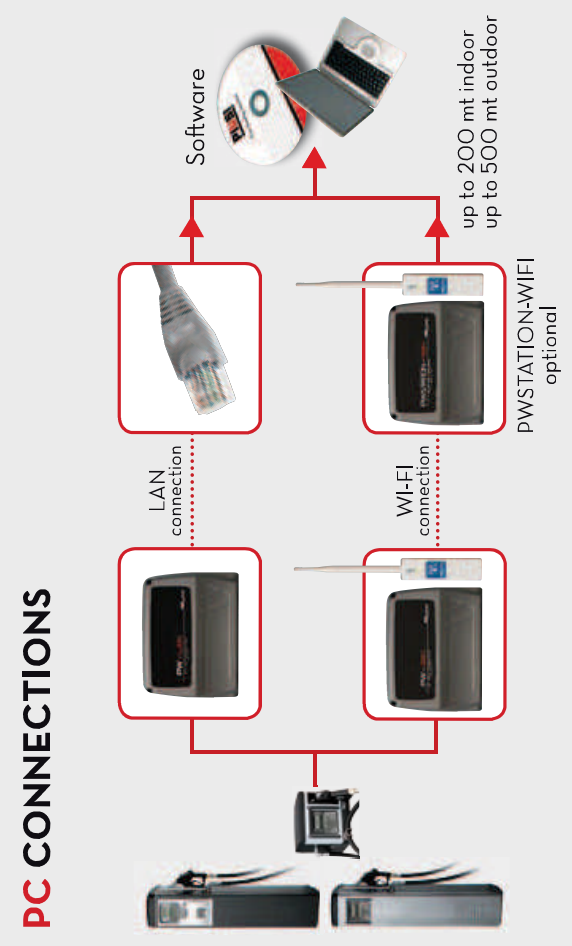 PC CONNECTIONS
LAN
connection
WI-FI
connection
PWSTATION-WIFI
optional
Software
up to 200 mt indoor
up to 500 mt outdoor